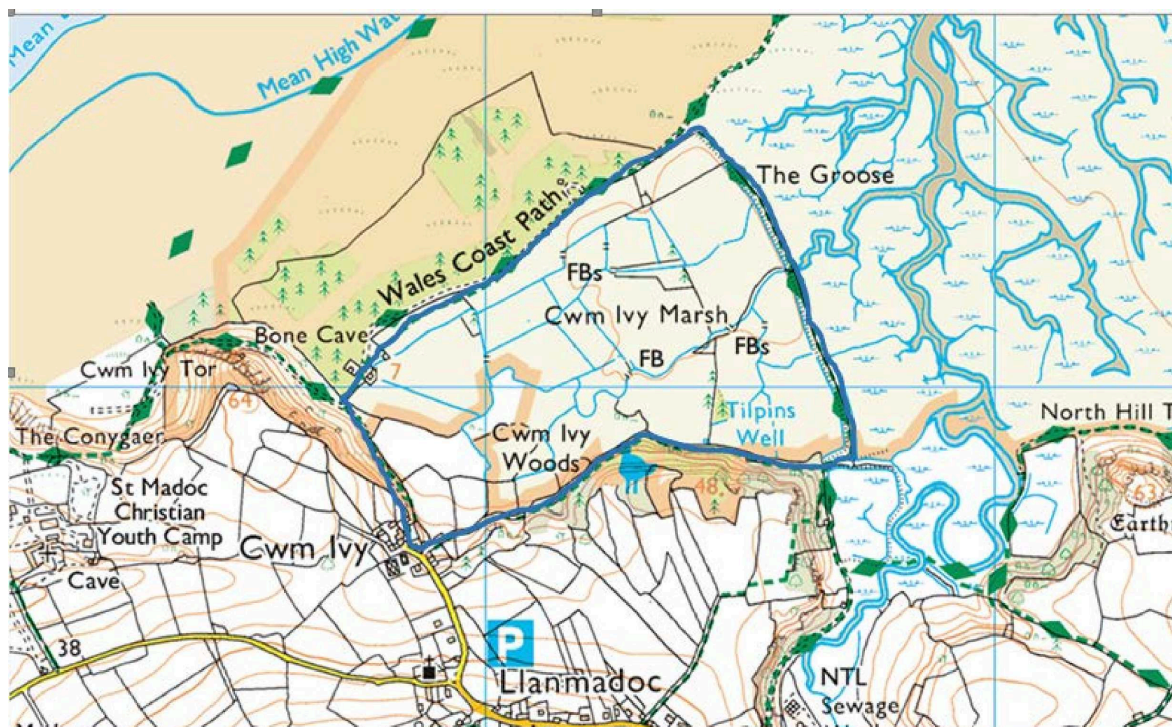 Mean
Mean High Wat
The Groose
Wales Coast Path
FBs
Cwm Ivy Marsh
Bone Cave
FBs
7
FB
Cwm Ivy Tor
64
Tilpins
Well
North Hill T
The Conygaer
Cwm Ivy
Woods
48
63
St Madoc
Christian
Youth Camp
Earth
Cwm Ivy
Cave
38
P
Llanmadoc
NTL
Sewage